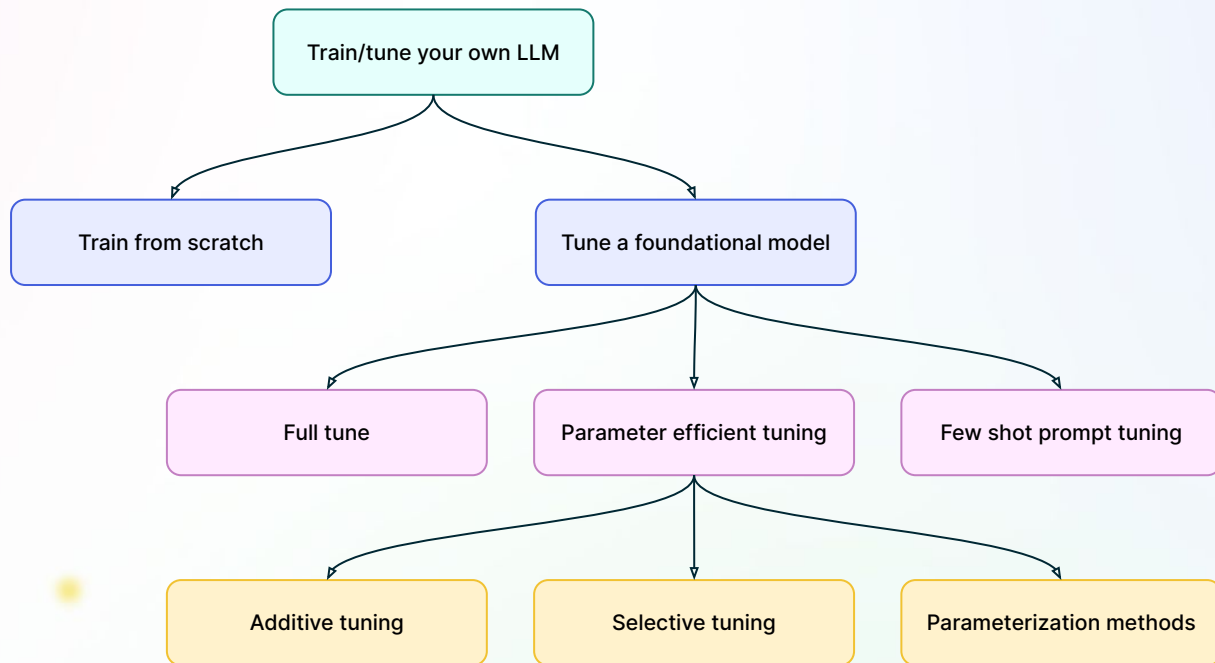 Train/tune your own LLM
Train from scratch
Tune a foundational model
Full tune
Parameter efficient tuning
Few shot prompt tuning
Additive tuning
Selective tuning
Parameterization methods